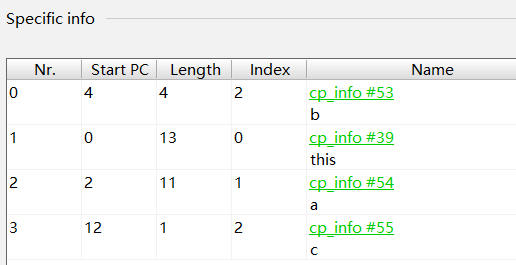 Specific info
Nr. Start PC Length Index Name
0 4 4 2 cp_info #53
b
1 0 13 0 cp_info #39
this
2 2 11 1 cp_info #54
a
3 12 1 2 cp_info #55
c